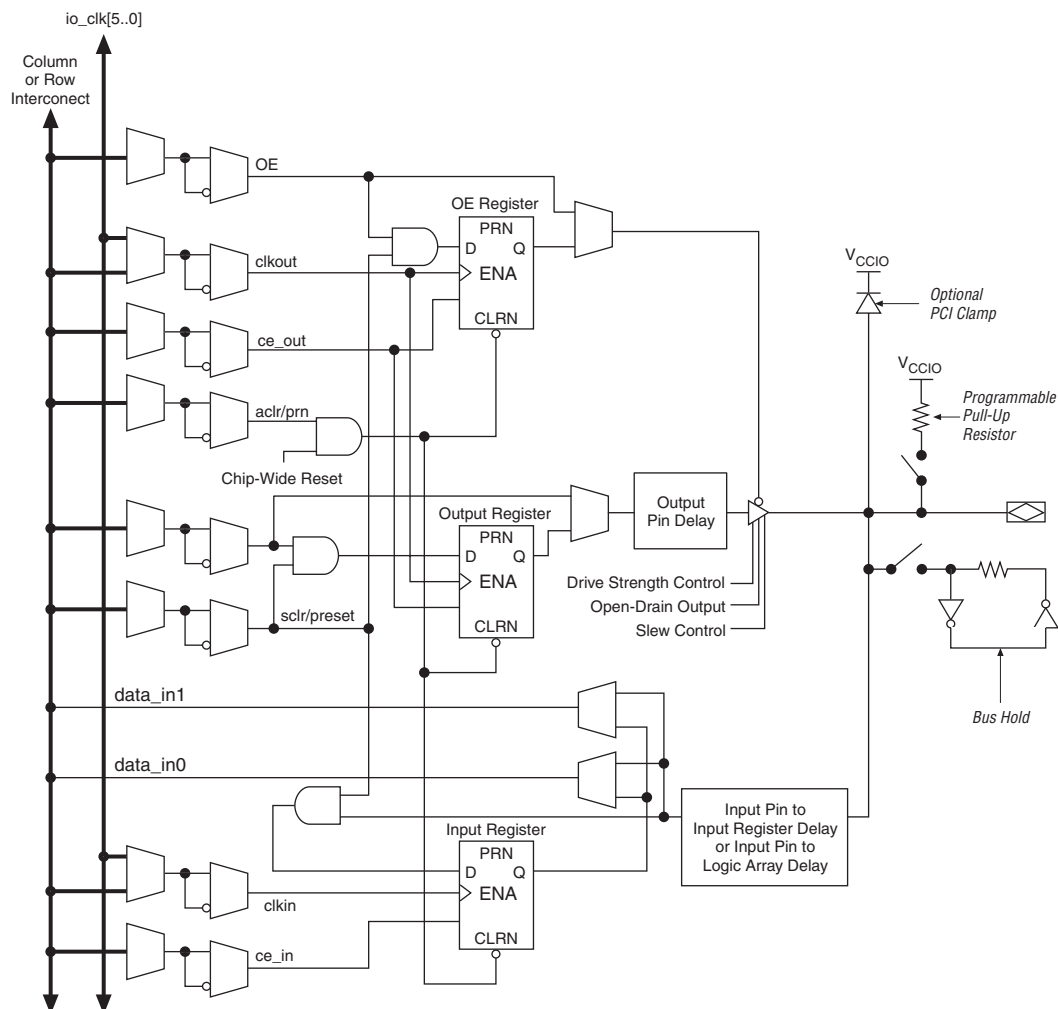 io_clk[5..0]
Column
or Row
Interconect
OE
OE Register
PRN
D
Q
ENA
CLRN
clkout
ce_out
aclr/prn
Chip-Wide Reset
VCCIO
Optional
PCI Clamp
VCCIO
Programmable
Pull-Up
Resistor
Output Register
PRN
D
Q
ENA
CLRN
sclr/preset
Output
Pin Delay
Drive Strength Control
Open-Drain Output
Slew Control
Bus Hold
data_in1
data_in0
Input Pin to
Input Register Delay
or Input Pin to
Logic Array Delay
Input Register
PRN
D
Q
ENA
CLRN
clkin
ce_in